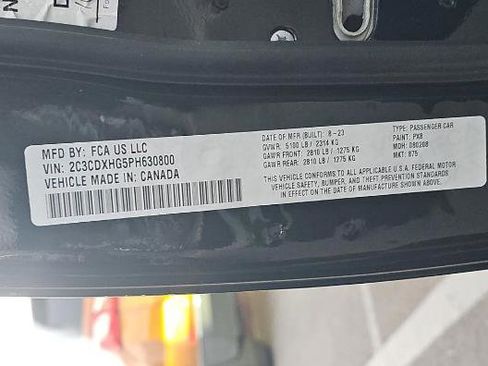 MFD BY: FCA US LLC
VIN: 2C3CDXHG5PH630800
VEHICLE MADE IN: CANADA
DATE OF MFR (BUILT): 8-23
GVWR: 5100 LB / 2314 KG
GAWR FRONT: 2810 LB / 1275 KG
GAWR REAR: 2810 LB / 1275 KG
TYPE: PASSENGER CAR
PAINT: PX8
MDH: 080208
MKT: 875
THIS VEHICLE CONFORMS TO ALL APPLICABLE U.S.A. FEDERAL MOTOR
VEHICLE SAFETY, BUMPER, AND THEFT PREVENTION STANDARDS
IN EFFECT ON THE DATE OF MANUFACTURE SHOWN ABOVE.